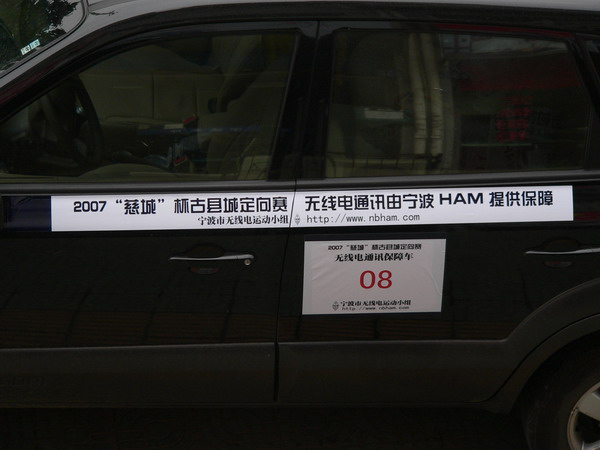 2007 “慈城” 杯古县城定向赛 无线电通讯由宁波 HAM 提供保障
宁波市无线电运动小组 http://www.nbham.com
2007 “慈城” 杯古县城定向赛
无线电通讯保障车
08
宁波市无线电运动小组
http://www.nbham.com